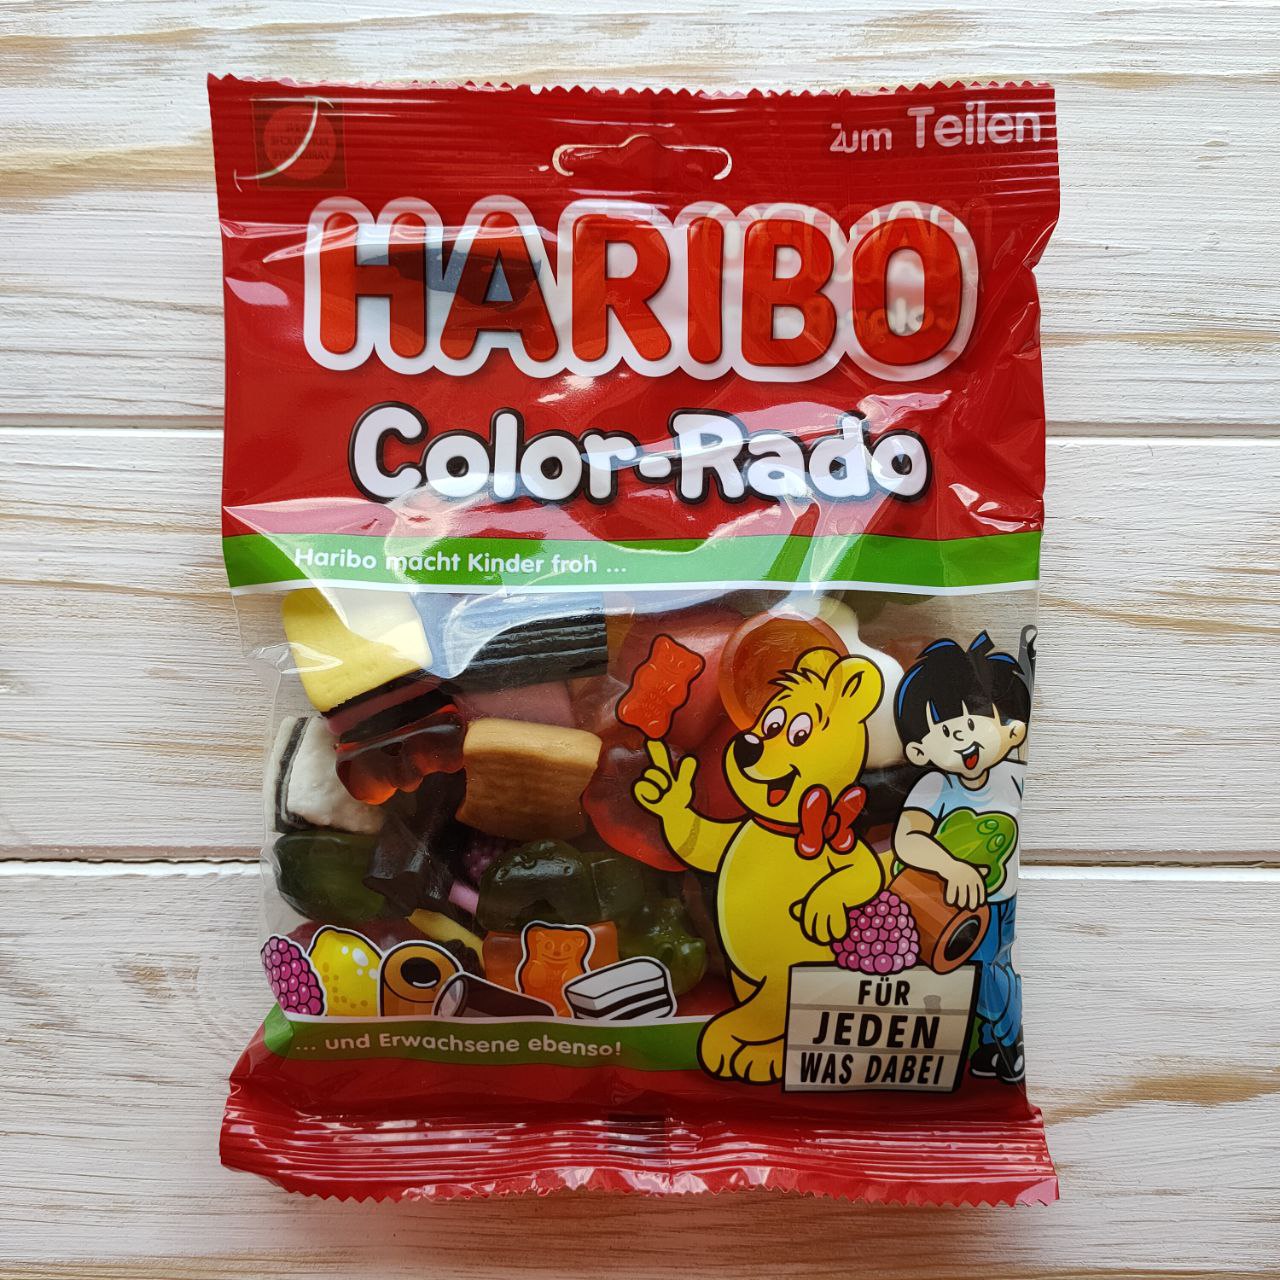 Zum Teilen
HARIBO
Color-Rado
Haribo macht Kinder froh ...
... und Erwachsene ebenso!
FÜR
JEDEN
WAS DABEI